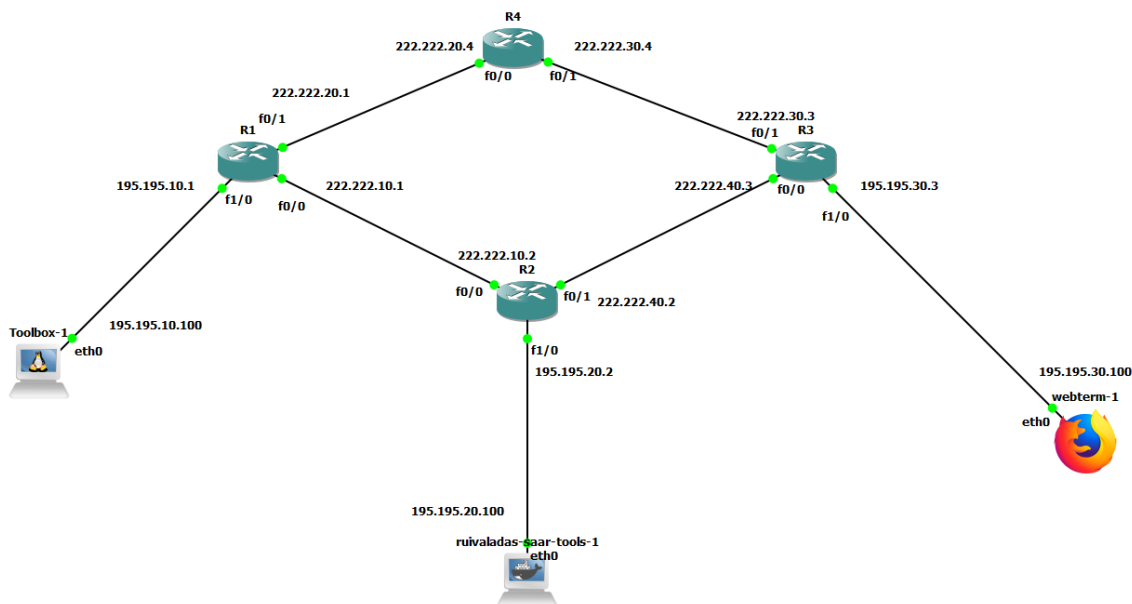 R4
222.222.20.4
222.222.30.4
f0/0
f0/1
222.222.20.1
f0/1
R1
222.222.30.3
f0/1
R3
195.195.10.1
f1/0
f0/0
222.222.10.1
222.222.40.3
f0/0
f1/0
195.195.30.3
222.222.10.2
R2
f0/0
f0/1
222.222.40.2
Toolbox-1
195.195.10.100
eth0
f1/0
195.195.20.2
195.195.30.100
webterm-1
eth0
195.195.20.100
ruivaladas-saar-tools-1
eth0